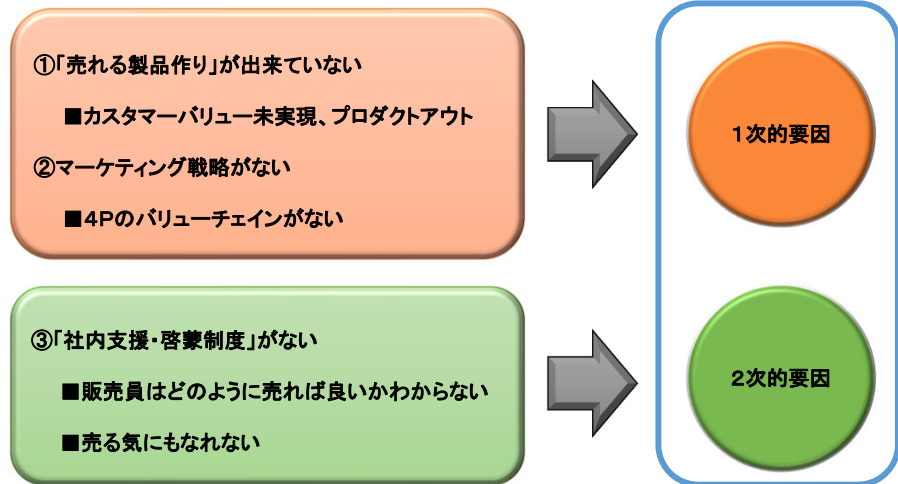 ①「売れる製品作り」が出来ていない
■カスタマーバリュー未実現、プロダクトアウト
②マーケティング戦略がない
■4Pのバリューチェインがない
1次的要因
③「社内支援・啓蒙制度」がない
■販売員はどのように売れば良いかわからない
■売る気にもなれない
2次的要因